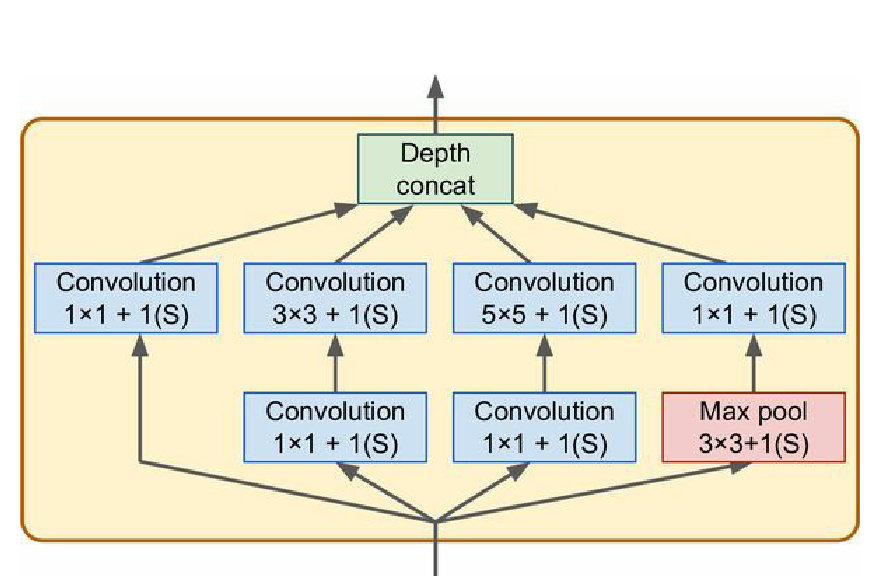 Depth
concat
Convolution
1×1 + 1(S)
Convolution
3×3 + 1(S)
Convolution
5×5 + 1(S)
Convolution
1×1 + 1(S)
Convolution
1×1 + 1(S)
Convolution
1×1 + 1(S)
Max pool
3×3+1(S)